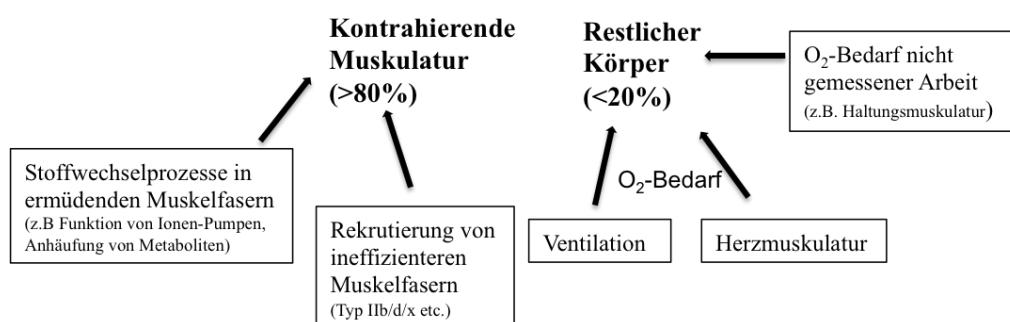 Kontrahierende
Muskulatur
(>80%)
Restlicher
Körper
(<20%)
O₂-Bedarf nicht
gemessener Arbeit
(z.B. Haltungsmuskulatur)
Stoffwechselprozesse in
ermüdenden Muskelfasern
(z.B Funktion von Ionen-Pumpen,
Anhäufung von Metaboliten)
Rekrutierung von
ineffizienteren
Muskelfasern
(Typ IIb/d/x etc.)
O₂-Bedarf
Ventilation
Herzmuskulatur